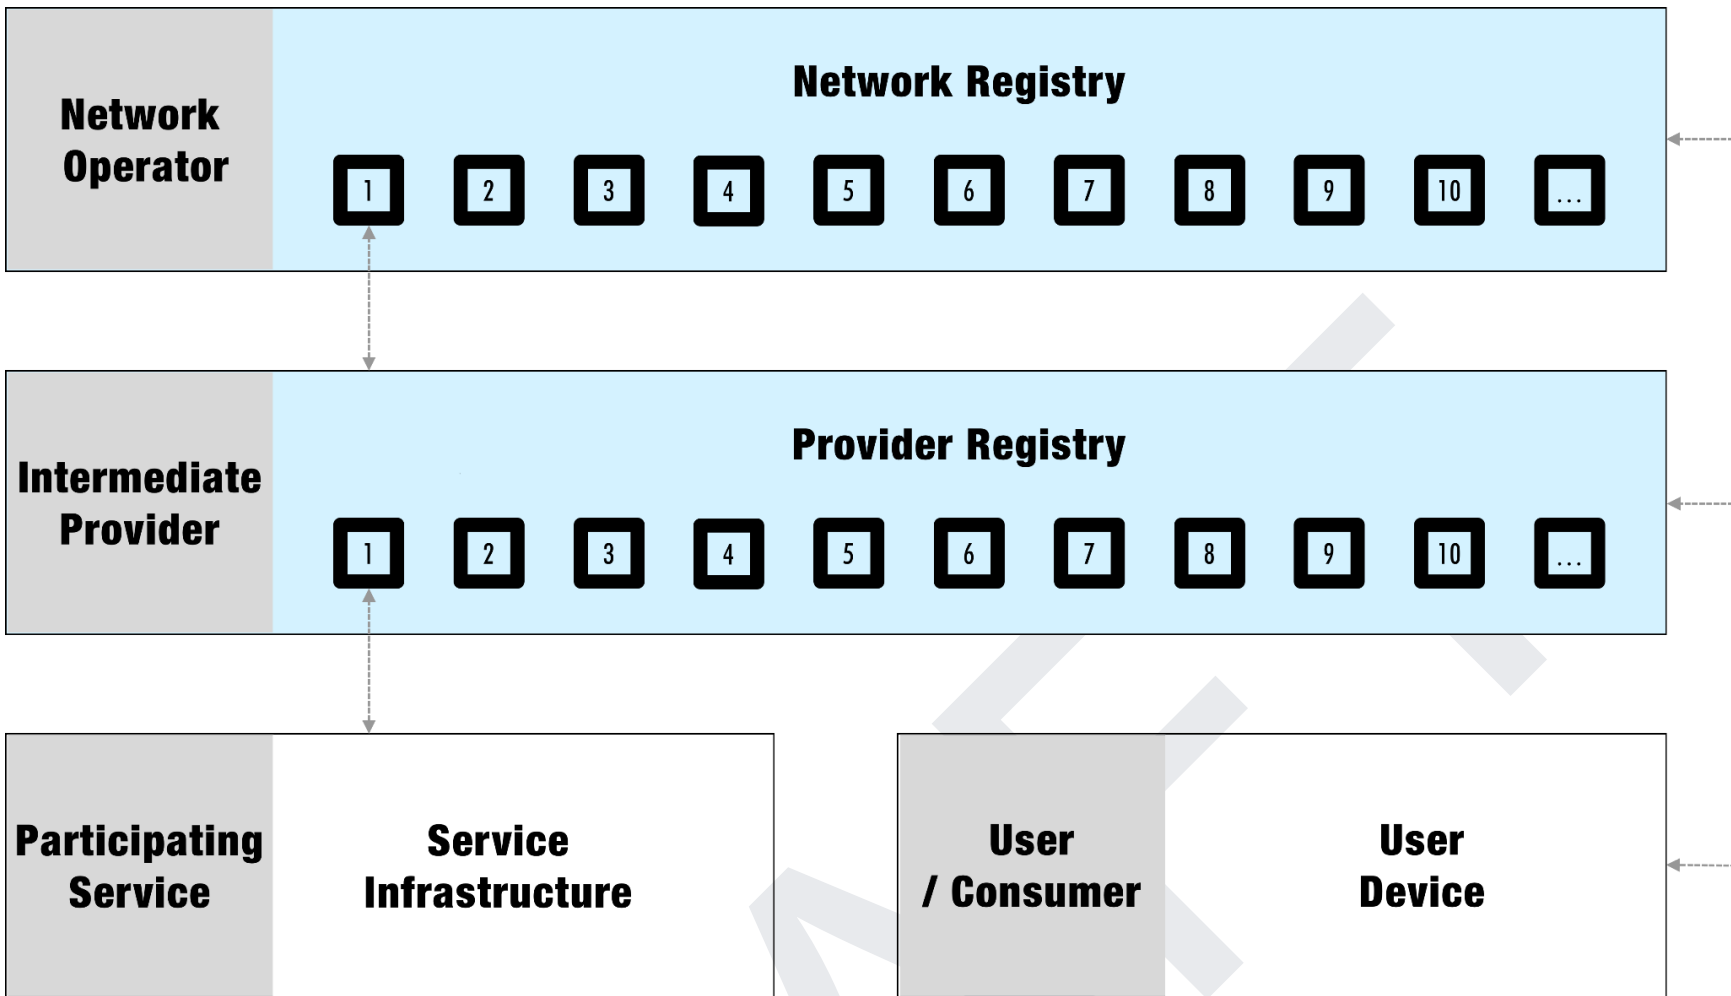 Network Registry
Network
Operator
1 2 3 4 5 6 7 8 9 10 ...
Provider Registry
Intermediate
Provider
1 2 3 4 5 6 7 8 9 10 ...
Participating
Service
Service
Infrastructure
User
/ Consumer
User
Device